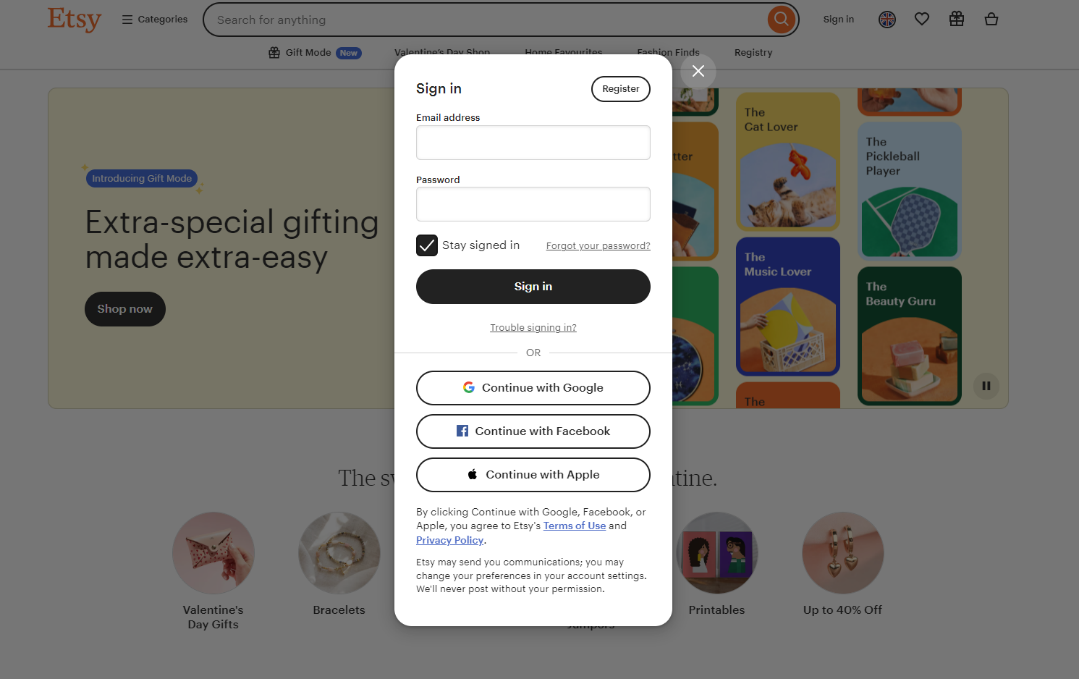 Etsy
Categories
Search for anything
Sign in
Gift Mode New
Valentine's Day Shop
Home Favourites
Fashion Finds
Registry
Sign in
Register
Email address
Password
Stay signed in
Forgot your password?
Sign in
Trouble signing in?
OR
Continue with Google
Continue with Facebook
Continue with Apple
By clicking Continue with Google, Facebook, or
Apple, you agree to Etsy's Terms of Use and
Privacy Policy.
Etsy may send you communications; you may
change your preferences in your account settings.
We'll never post without your permission.
Introducing Gift Mode
Extra-special gifting
made extra-easy
Shop now
The
Cat Lover
The
Music Lover
The
The
Pickleball
Player
The
Beauty Guru
The
Valentine's
Day Gifts
Bracelets
Jumpers
Printables
Up to 40% Off